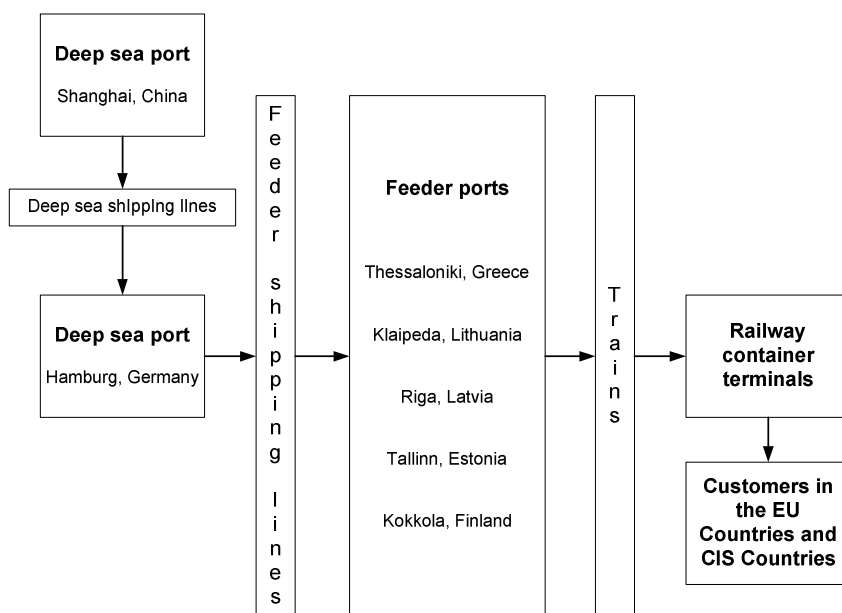 Deep sea port
Shanghai, China
Deep sea shipping lines
Deep sea port
Hamburg, Germany
Feeder shipping lines
Feeder ports
Thessaloniki, Greece
Klaipeda, Lithuania
Riga, Latvia
Tallinn, Estonia
Kokkola, Finland
Trains
Railway
container
terminals
Customers in
the EU
Countries and
CIS Countries